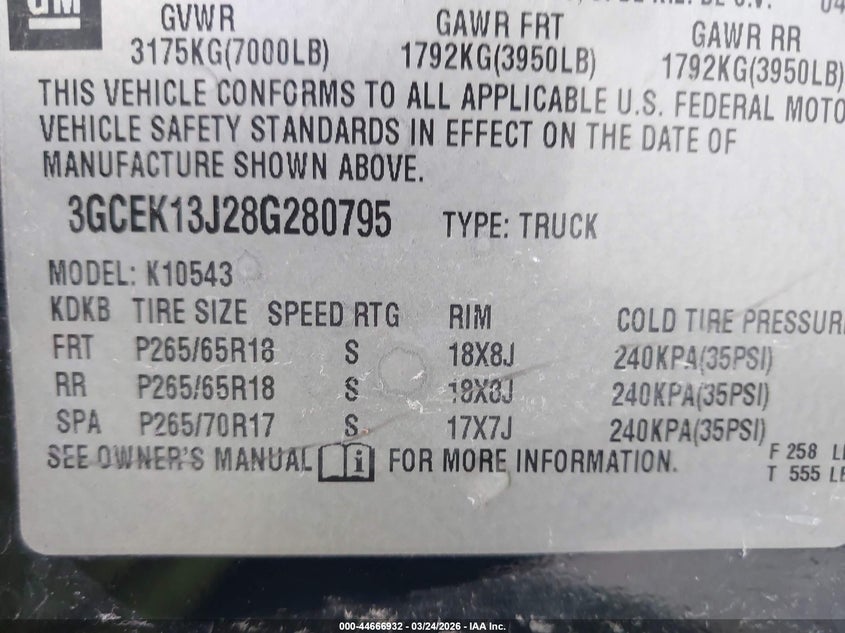 GM
GVWR GAWR FRT GAWR RR
3175KG(7000LB) 1792KG(3950LB) 1792KG(3950LB)
THIS VEHICLE CONFORMS TO ALL APPLICABLE U.S. FEDERAL MOTO
VEHICLE SAFETY STANDARDS IN EFFECT ON THE DATE OF
MANUFACTURE SHOWN ABOVE.
3GCEK13J28G280795 TYPE: TRUCK
MODEL: K10543
KDKB TIRE SIZE SPEED RTG RIM COLD TIRE PRESSUR
FRT P265/65R18 S 18X8J 240KPA(35PSI)
RR P265/65R18 S 18X8J 240KPA(35PSI)
SPA P265/70R17 S 17X7J 240KPA(35PSI)
SEE OWNER'S MANUAL i FOR MORE INFORMATION.
F 258 L
T 555 LE
000-44666932 - 03/24/2026 - IAA Inc.